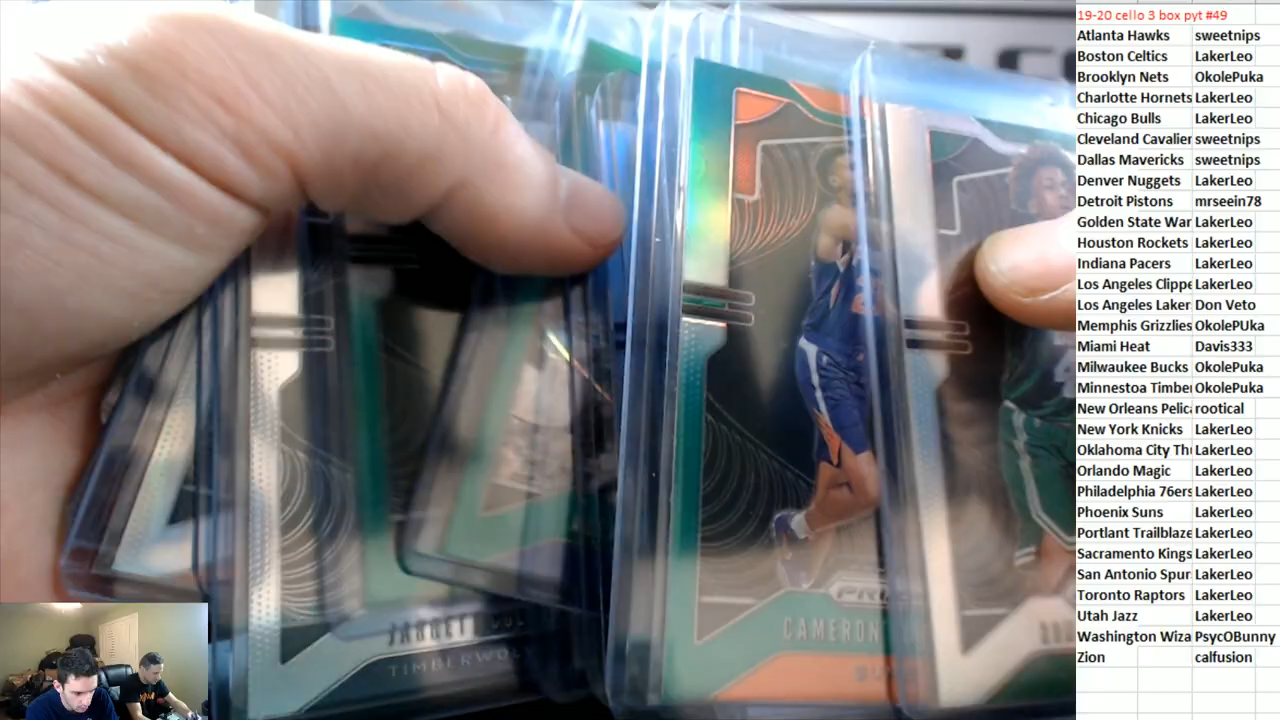 19-20 cello 3 box pyt #49
Atlanta Hawks sweetnips
Boston Celtics LakerLeo
Brooklyn Nets OkolePuka
Charlotte Hornets LakerLeo
Chicago Bulls LakerLeo
Cleveland Cavalier sweetnips
Dallas Mavericks sweetnips
Denver Nuggets LakerLeo
Detroit Pistons mrseein78
Golden State War LakerLeo
Houston Rockets LakerLeo
Indiana Pacers LakerLeo
Los Angeles Clippe LakerLeo
Los Angeles Laker Don Veto
Memphis Grizzlies OkolePUka
Miami Heat Davis333
Milwaukee Bucks OkolePuka
Minnestoa Timber OkolePuka
New Orleans Pelic rootical
New York Knicks LakerLeo
Oklahoma City Th LakerLeo
Orlando Magic LakerLeo
Philadelphia 76ers LakerLeo
Phoenix Suns LakerLeo
Portlant Trailblaze LakerLeo
Sacramento Kings LakerLeo
San Antonio Spur LakerLeo
Toronto Raptors LakerLeo
Utah Jazz LakerLeo
Washington Wiza PsycOBunny
Zion calfusion
JARRET
TIMBERWOL
PRIZ
CAMERON